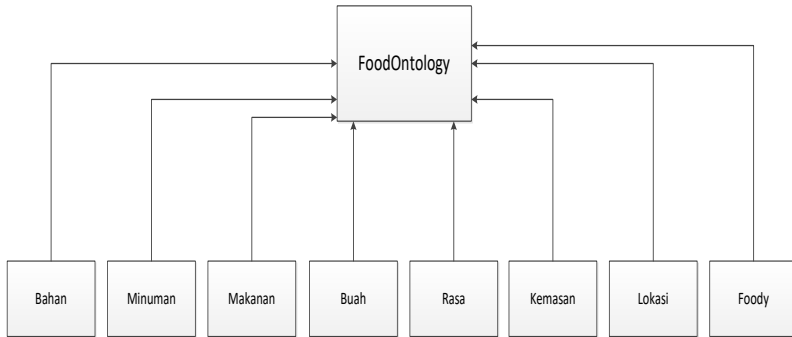 FoodOntology
Bahan
Minuman
Makanan
Buah
Rasa
Kemasan
Lokasi
Foody